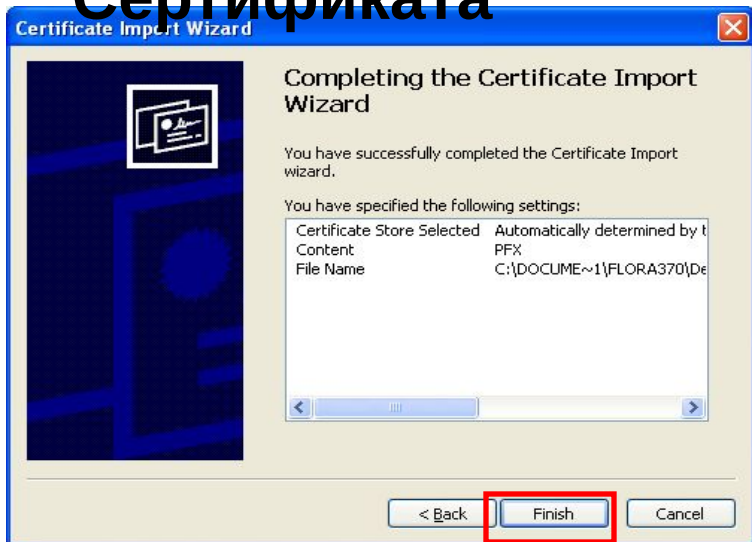 Сертификата
Certificate Import Wizard
Completing the Certificate Import
Wizard
You have successfully completed the Certificate Import
wizard.
You have specified the following settings:
Certificate Store Selected Automatically determined by t
Content PFX
File Name C:\DOCUME~1\FLORA370\De
< Back Finish Cancel